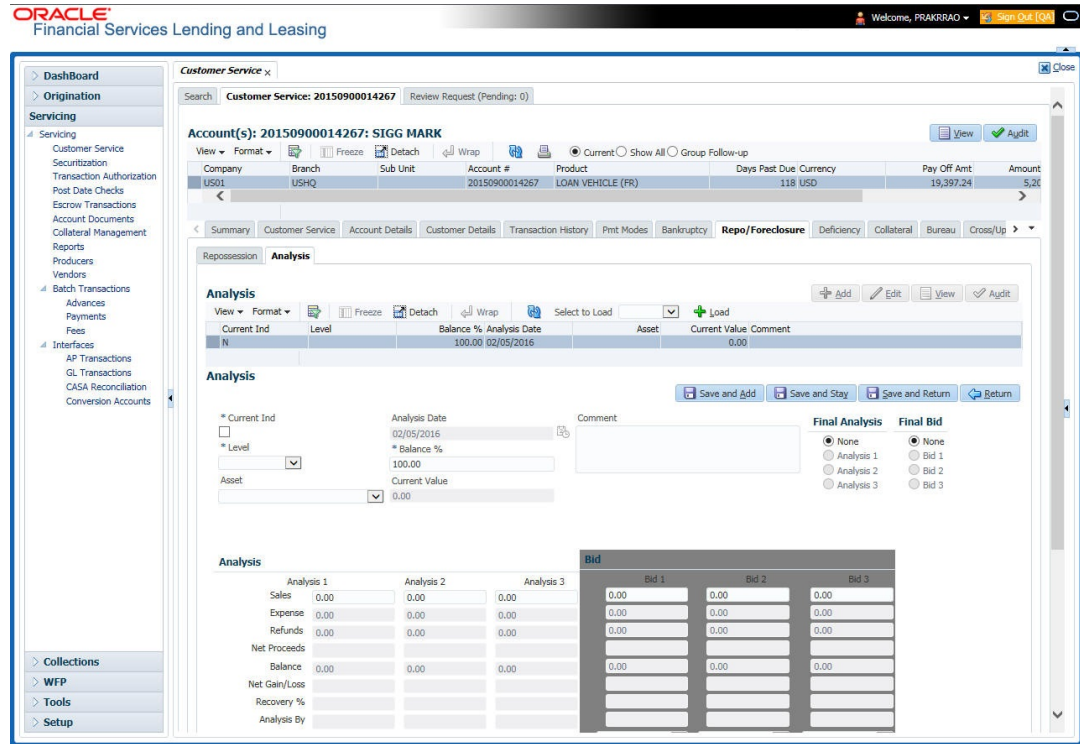 ORACLE®
Financial Services Lending and Leasing
Welcome, PRAKRRAO
Sign Out [QA]
Close
DashBoard
Origination
Servicing
Servicing
Customer Service
Securitization
Transaction Authorization
Post Date Checks
Escrow Transactions
Account Documents
Collateral Management
Reports
Producers
Vendors
Batch Transactions
Advances
Payments
Fees
Interfaces
AP Transactions
GL Transactions
CASA Reconciliation
Conversion Accounts
Collections
WFP
Tools
Setup
Customer Service x
Search Customer Service: 20150900014267 Review Request (Pending: 0)
Account(s): 20150900014267: SIGG MARK
View Audit
View Format Freeze Detach Wrap Current Show All Group Follow-up
Company Branch Sub Unit Account # Product Days Past Due Currency Pay Off Amt Amount
US01 USHQ 20150900014267 LOAN VEHICLE (FR) 118 USD 19,397.24 5,20
Summary Customer Service Account Details Customer Details Transaction History Pmt Modes Bankruptcy Repo/Foreclosure Deficiency Collateral Bureau Cross/Up
Repossession Analysis
Analysis
Add Edit View Audit
View Format Freeze Detach Wrap Select to Load Load
Current Ind Level Balance % Analysis Date Asset Current Value Comment
N 100.00 02/05/2016 0.00
Analysis
Save and Add Save and Stay Save and Return Return
* Current Ind Analysis Date Comment Final Analysis Final Bid
02/05/2016 None None
* Level * Balance % Analysis 1 Bid 1
100.00 Analysis 2 Bid 2
Asset Current Value Analysis 3 Bid 3
0.00
Analysis Bid
Analysis 1 Analysis 2 Analysis 3 Bid 1 Bid 2 Bid 3
Sales 0.00 0.00 0.00 0.00 0.00 0.00
Expense 0.00 0.00 0.00 0.00 0.00 0.00
Refunds 0.00 0.00 0.00 0.00 0.00 0.00
Net Proceeds
Balance 0.00 0.00 0.00 0.00 0.00 0.00
Net Gain/Loss
Recovery %
Analysis By